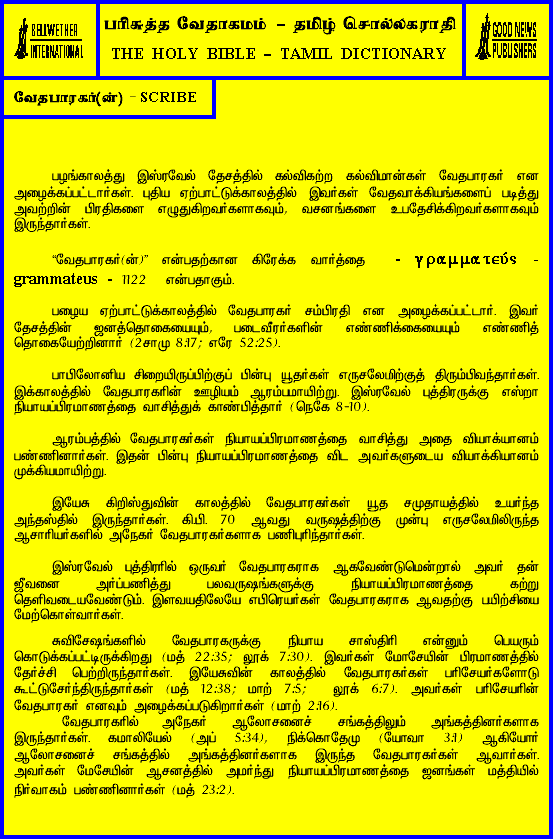 BELLWETHER
INTERNATIONAL
பரிசுத்த வேதாகமம் – தமிழ் சொல்லகராதி
THE HOLY BIBLE – TAMIL DICTIONARY
GOOD NEWS
PUBLISHERS
வேதபாரகர்(ன்) – SCRIBE
பழங்காலத்து இஸ்ரவேல் தேசத்தில் கல்விகற்ற கல்விமான்கள் வேதபாரகர் என
அழைக்கப்பட்டார்கள். புதிய ஏற்பாட்டுக்காலத்தில் இவர்கள் வேதவாக்கியங்களைப் படித்து
அவற்றின் பிரதிகளை எழுதுகிறவர்களாகவும், வசனங்களை உபதேசிக்கிறவர்களாகவும்
இருந்தார்கள்.
“வேதபாரகர்(ன்)” என்பதற்கான கிரேக்க வார்த்தை - γραμματεύς -
grammateus - 1122 என்பதாகும்.
பழைய ஏற்பாட்டுக்காலத்தில் வேதபாரகர் சம்பிரதி என அழைக்கப்பட்டார். இவர்
தேசத்தின் ஜனத்தொகையையும், படைவீரர்களின் எண்ணிக்கையையும் எண்ணித்
தொகையேற்றினார் (2சாமு 8:17; எரே 52:25).
பாபிலோனிய சிறையிருப்பிற்குப் பின்பு யூதர்கள் எருசலேமிற்குத் திரும்பிவந்தார்கள்.
இக்காலத்தில் வேதபாரகரின் ஊழியம் ஆரம்பமாயிற்று. இஸ்ரவேல் புத்திரருக்கு எஸ்றா
நியாயப்பிரமாணத்தை வாசித்துக் காண்பித்தார் (நெகே 8-10).
ஆரம்பத்தில் வேதபாரகர்கள் நியாயப்பிரமாணத்தை வாசித்து அதை வியாக்யானம்
பண்ணினார்கள். இதன் பின்பு நியாயப்பிரமாணத்தை விட அவர்களுடைய வியாக்கியானம்
முக்கியமாயிற்று.
இயேசு கிறிஸ்துவின் காலத்தில் வேதபாரகர்கள் யூத சமுதாயத்தில் உயர்ந்த
அந்தஸ்தில் இருந்தார்கள். கி.பி. 70 ஆவது வருஷத்திற்கு முன்பு எருசலேமிலிருந்த
ஆசாரியர்களில் அநேகர் வேதபாரகர்களாக பணிபுரிந்தார்கள்.
இஸ்ரவேல் புத்திரரில் ஒருவர் வேதபாரகராக ஆகவேண்டுமென்றால் அவர் தன்
ஜீவனை அர்ப்பணித்து பலவருஷங்களுக்கு நியாயப்பிரமாணத்தை கற்று
தெளிவடையவேண்டும். இளவயதிலேயே எபிரெயர்கள் வேதபாரகராக ஆவதற்கு பயிற்சியை
மேற்கொள்வார்கள்.
சுவிசேஷங்களில் வேதபாரகருக்கு நியாய சாஸ்திரி என்னும் பெயரும்
கொடுக்கப்பட்டிருக்கிறது (மத் 22:35; லூக் 7:30). இவர்கள் மோசேயின் பிரமாணத்தில்
தேர்ச்சி பெற்றிருந்தார்கள். இயேசுவின் காலத்தில் வேதபாரகர்கள் பரிசேயர்களோடு
கூட்டுசேர்ந்திருந்தார்கள் (மத் 12:38; மாற் 7:5; லூக் 6:7). அவர்கள் பரிசேயரின்
வேதபாரகர் எனவும் அழைக்கப்படுகிறார்கள் (மாற் 2:16).
வேதபாரகரில் அநேகர் ஆலோசனைச் சங்கத்திலும் அங்கத்தினர்களாக
இருந்தார்கள். கமாலியேல் (அப் 5:34), நிக்கொதேமு (யோவா 3:1) ஆகியோர்
ஆலோசனைச் சங்கத்தில் அங்கத்தினர்களாக இருந்த வேதபாரகர்கள் ஆவார்கள்.
அவர்கள் மேசேயின் ஆசனத்தில் அமர்ந்து நியாயப்பிரமாணத்தை ஜனங்கள் மத்தியில்
நிர்வாகம் பண்ணினார்கள் (மத் 23:2).